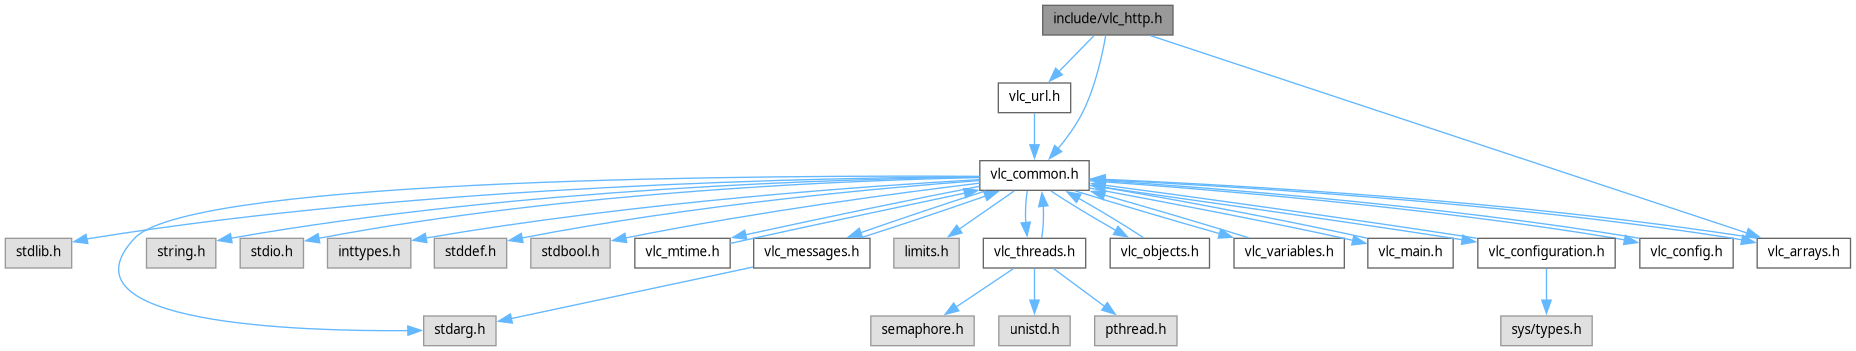 include/vlc_http.h
vlc_url.h
vlc_common.h
stdlib.h
string.h
stdio.h
inttypes.h
stddef.h
stdbool.h
vlc_mtime.h
vlc_messages.h
limits.h
vlc_threads.h
vlc_objects.h
vlc_variables.h
vlc_main.h
vlc_configuration.h
vlc_config.h
vlc_arrays.h
stdarg.h
semaphore.h
unistd.h
pthread.h
sys/types.h